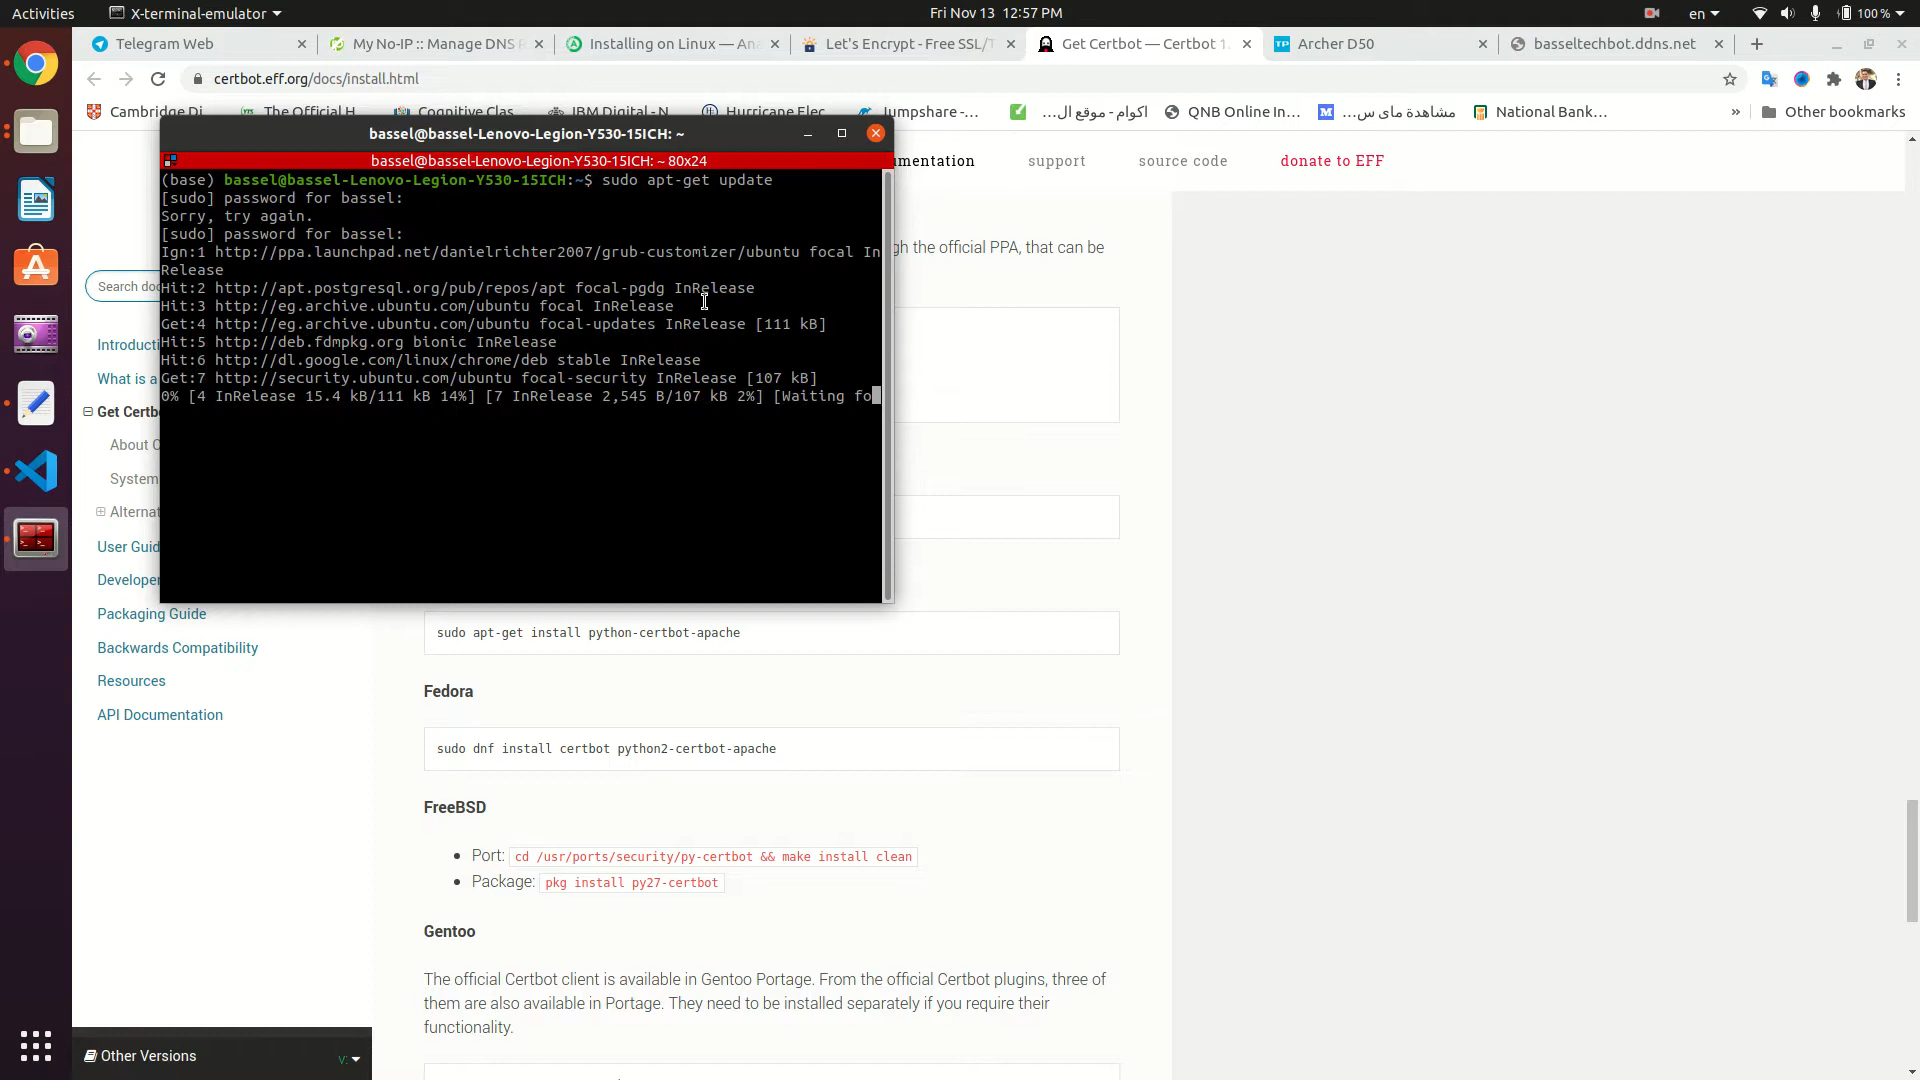 Activities
X-terminal-emulator
Fri Nov 13 12:57 PM
en
100 %
Telegram Web
My No-IP :: Manage DNS R
Installing on Linux — Ana
Let's Encrypt - Free SSL/T
Get Certbot — Certbot 1.
Archer D50
basseltechbot.ddns.net
certbot.eff.org/docs/install.html
Cambridge Di...
The Official H...
Cognitive Clas...
IBM Digital - N...
Hurricane Elec...
Jumpshare -...
اكوام - موقع ال...
QNB Online In...
مشاهدة ماى س...
National Bank...
»
Other bookmarks
bassel@bassel-Lenovo-Legion-Y530-15ICH: ~
bassel@bassel-Lenovo-Legion-Y530-15ICH: ~ 80x24
umentation
support
source code
donate to EFF
(base) bassel@bassel-Lenovo-Legion-Y530-15ICH:~$ sudo apt-get update
[sudo] password for bassel:
Sorry, try again.
[sudo] password for bassel:
Ign:1 http://ppa.launchpad.net/danielrichter2007/grub-customizer/ubuntu focal In
Release
Hit:2 http://apt.postgresql.org/pub/repos/apt focal-pgdg InRelease
Hit:3 http://eg.archive.ubuntu.com/ubuntu focal InRelease
Get:4 http://eg.archive.ubuntu.com/ubuntu focal-updates InRelease [111 kB]
Hit:5 http://deb.fdmpkg.org bionic InRelease
Hit:6 http://dl.google.com/linux/chrome/deb stable InRelease
Get:7 http://security.ubuntu.com/ubuntu focal-security InRelease [107 kB]
0% [4 InRelease 15.4 kB/111 kB 14%] [7 InRelease 2,545 B/107 kB 2%] [Waiting fo
gh the official PPA, that can be
Search doc
Introducti
What is a
Get Certb
About C
System
Alterna
User Guid
Developer
Packaging Guide
Backwards Compatibility
Resources
API Documentation
Other Versions
v:
sudo apt-get install python-certbot-apache
Fedora
sudo dnf install certbot python2-certbot-apache
FreeBSD
• Port: cd /usr/ports/security/py-certbot && make install clean
• Package: pkg install py27-certbot
Gentoo
The official Certbot client is available in Gentoo Portage. From the official Certbot plugins, three of
them are also available in Portage. They need to be installed separately if you require their
functionality.